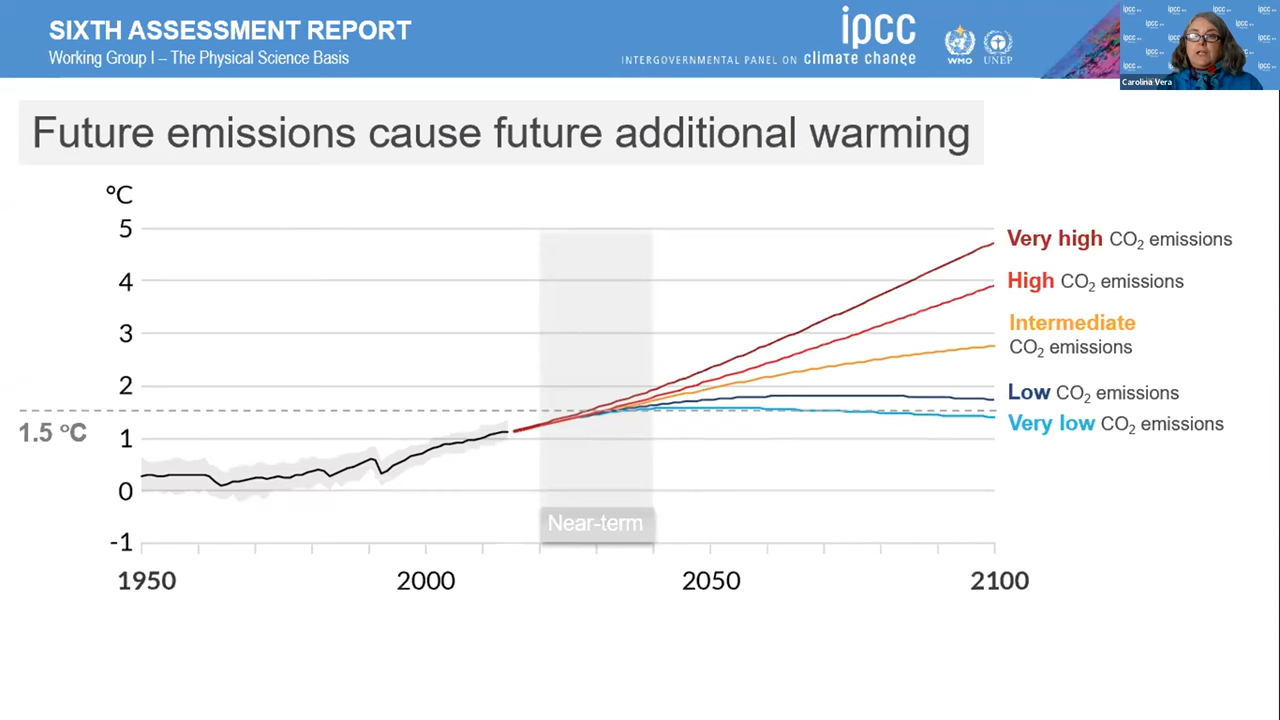 SIXTH ASSESSMENT REPORT
Working Group I – The Physical Science Basis
ipcc
INTERGOVERNMENTAL PANEL ON climate change
WMO
UNEP
Carolina Vera
Future emissions cause future additional warming
°C
5
4
3
2
1.5 °C
1
0
-1
Very high CO₂ emissions
High CO₂ emissions
Intermediate
CO₂ emissions
Low CO₂ emissions
Very low CO₂ emissions
Near-term
1950
2000
2050
2100